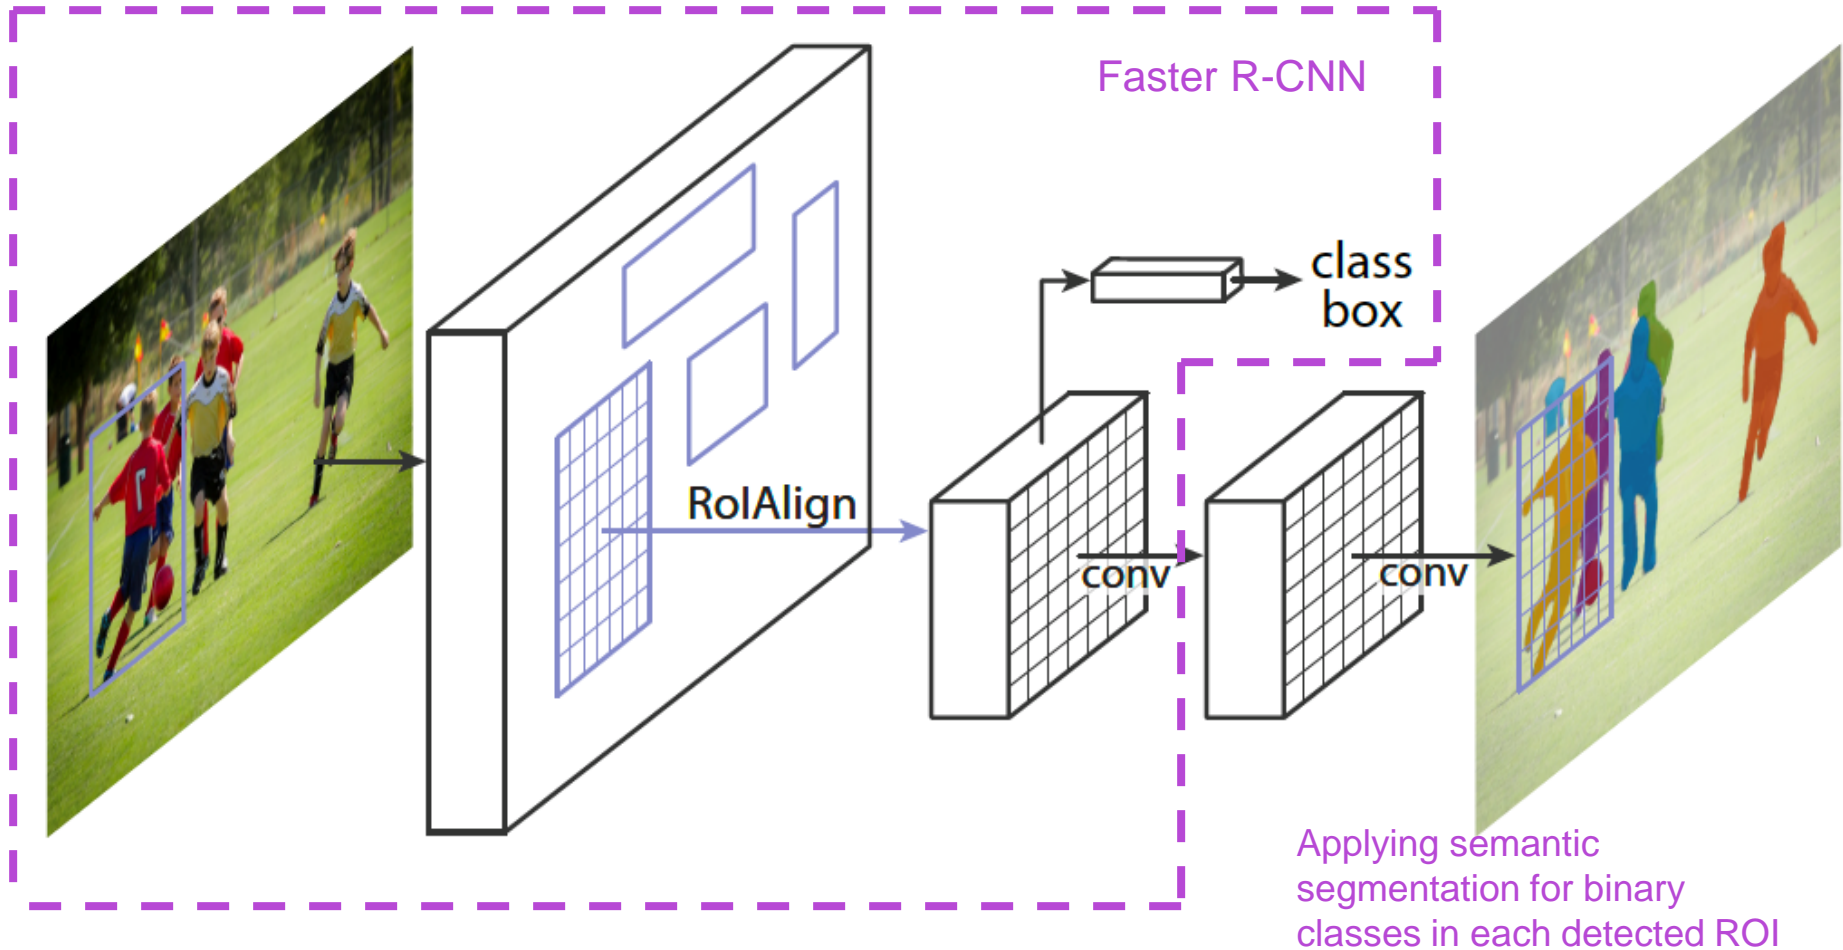 Faster R-CNN
class
box
RoIAlign
conv
conv
Applying semantic
segmentation for binary
classes in each detected ROI